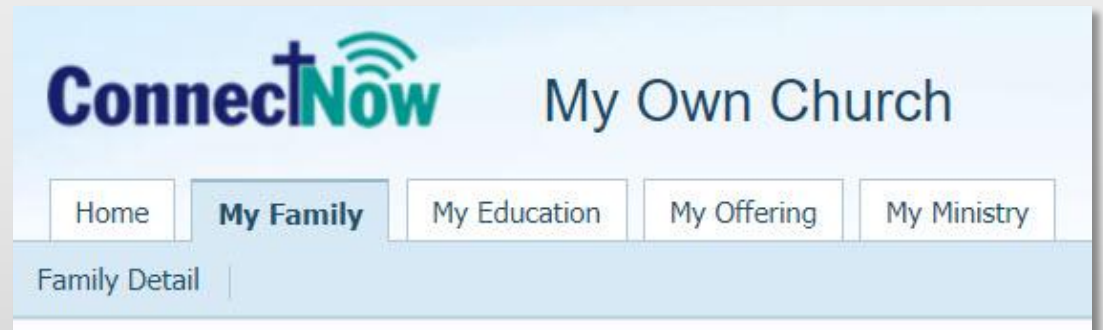 ConnectNow My Own Church
Home My Family My Education My Offering My Ministry
Family Detail